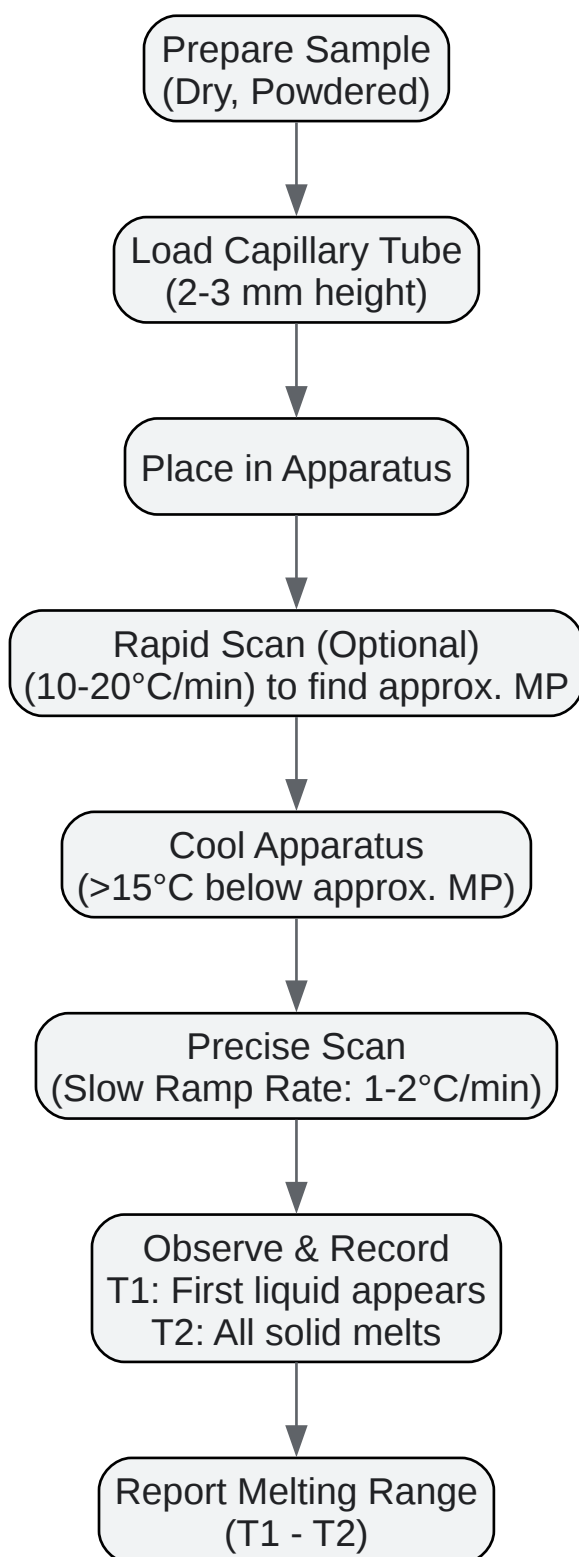 Prepare Sample
(Dry, Powdered)
Load Capillary Tube
(2-3 mm height)
Place in Apparatus
Rapid Scan (Optional)
(10-20°C/min) to find approx. MP
Cool Apparatus
(>15°C below approx. MP)
Precise Scan
(Slow Ramp Rate: 1-2°C/min)
Observe & Record
T1: First liquid appears
T2: All solid melts
Report Melting Range
(T1 - T2)